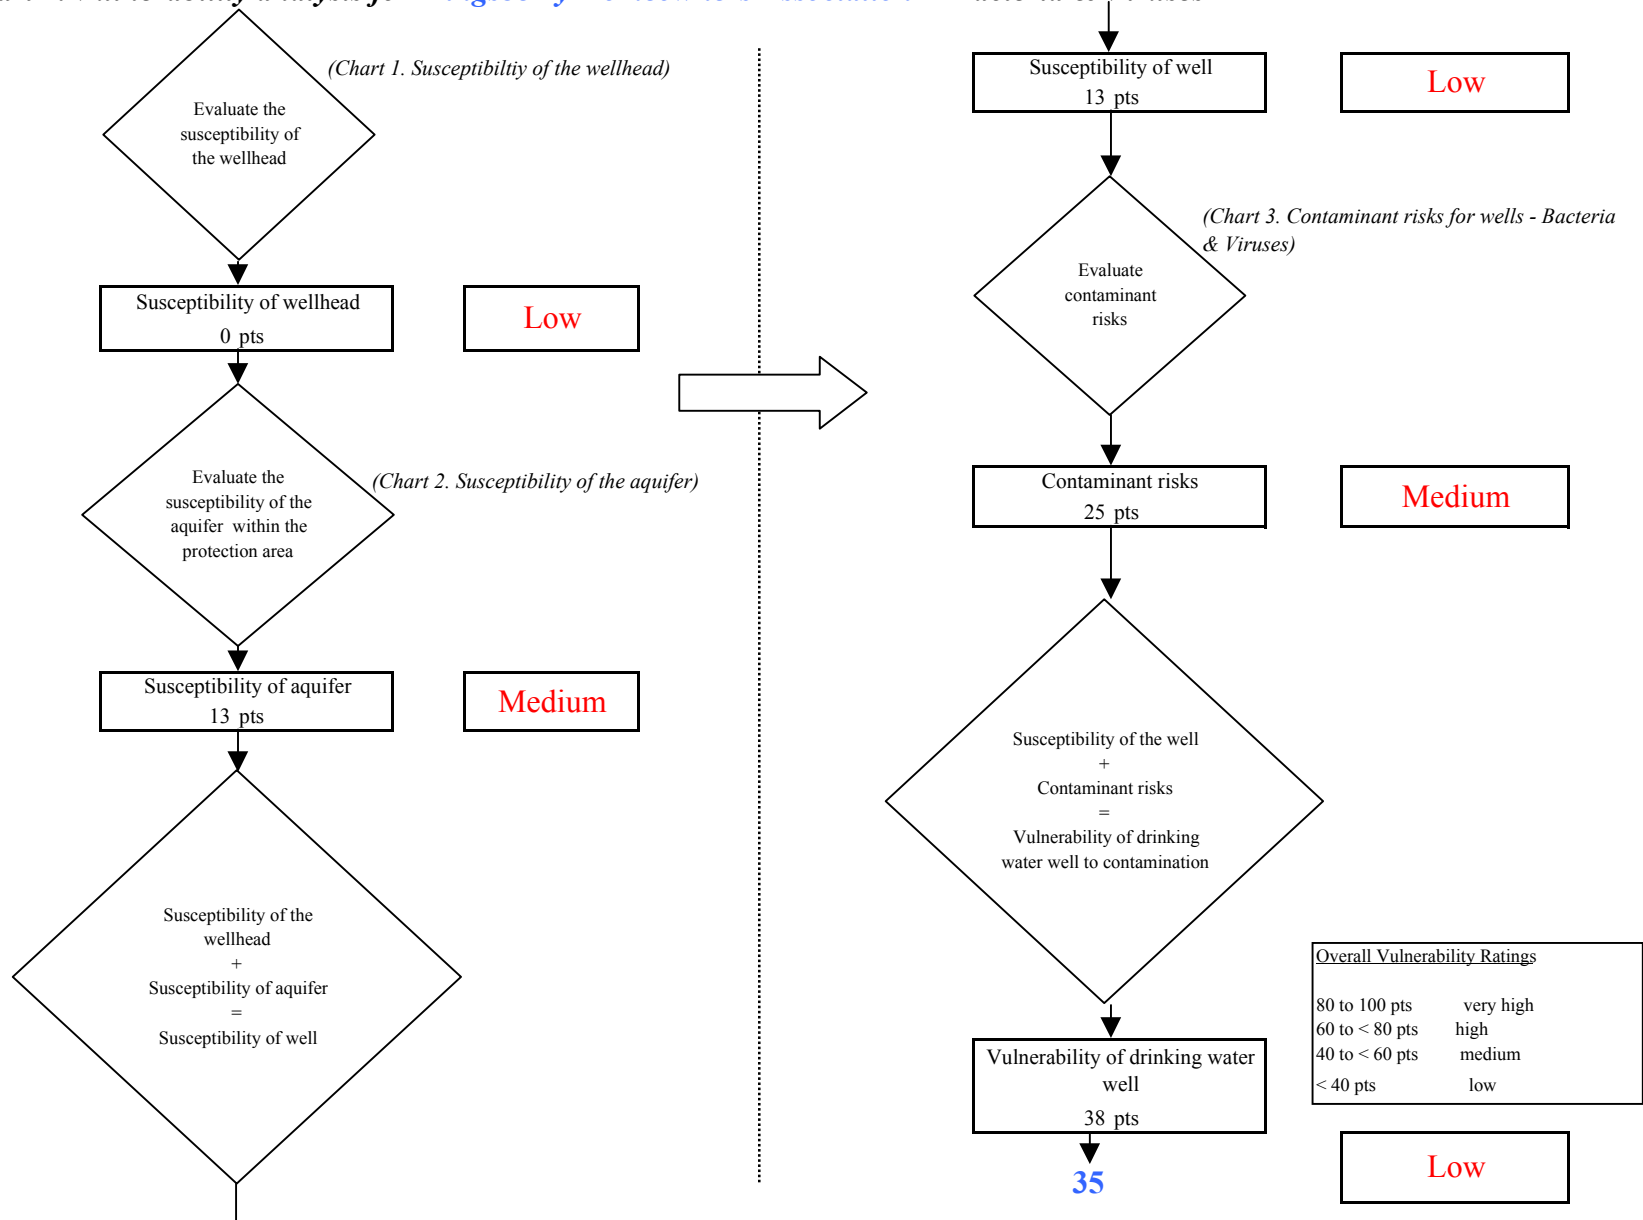 (Chart 1. Susceptibiltiy of the wellhead)
Evaluate the
susceptibility of
the wellhead
Susceptibility of wellhead
0 pts
Low
Evaluate the
susceptibility of the
aquifer within the
protection area
(Chart 2. Susceptibility of the aquifer)
Susceptibility of aquifer
13 pts
Medium
Susceptibility of the
wellhead
+
Susceptibility of aquifer
=
Susceptibility of well
Susceptibility of well
13 pts
Low
(Chart 3. Contaminant risks for wells - Bacteria
& Viruses)
Evaluate
contaminant
risks
Contaminant risks
25 pts
Medium
Susceptibility of the well
+
Contaminant risks
=
Vulnerability of drinking
water well to contamination
Overall Vulnerability Ratings
80 to 100 pts very high
60 to < 80 pts high
40 to < 60 pts medium
< 40 pts low
Vulnerability of drinking water
well
38 pts
35
Low